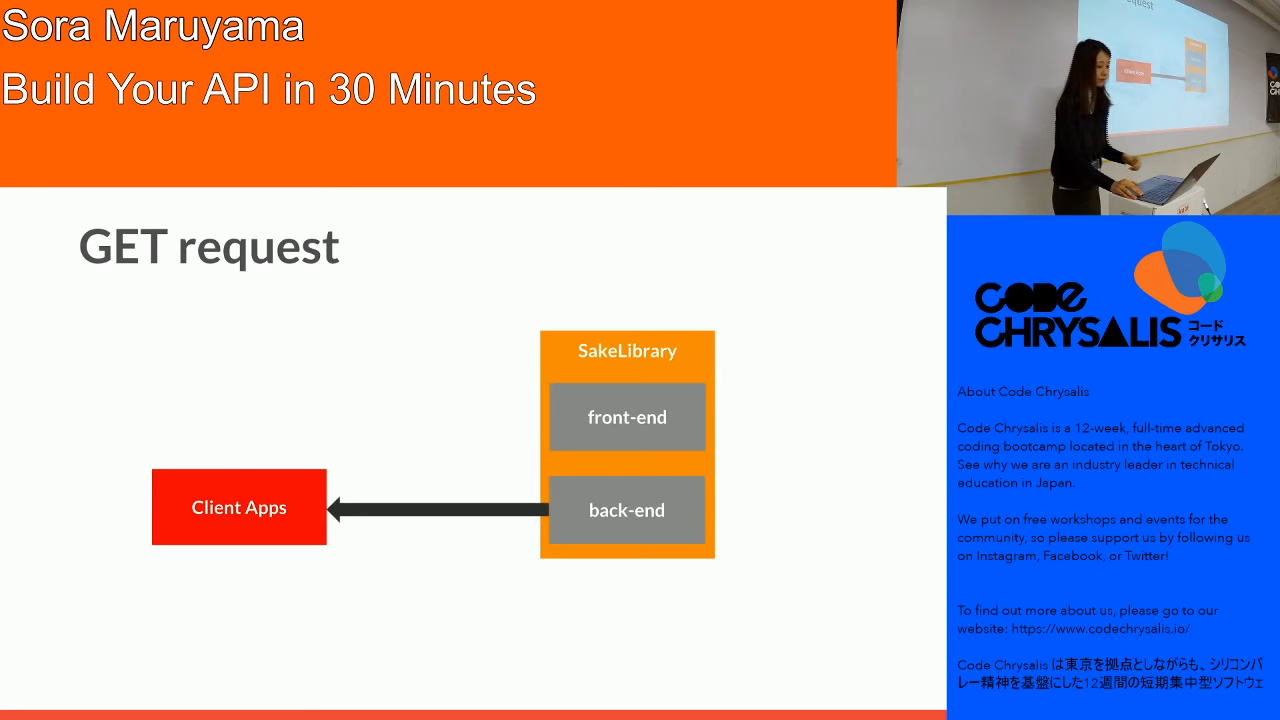 Sora Maruyama
Build Your API in 30 Minutes
GET request
SakeLibrary
front-end
back-end
Client Apps
CODE
CHRYSALIS
コード
クリサリス
About Code Chrysalis
Code Chrysalis is a 12-week, full-time advanced
coding bootcamp located in the heart of Tokyo.
See why we are an industry leader in technical
education in Japan.
We put on free workshops and events for the
community, so please support us by following us
on Instagram, Facebook, or Twitter!
To find out more about us, please go to our
website: https://www.codechrysalis.io/
Code Chrysalis は東京を拠点としながらも、シリコンバ
レー精神を基盤にした12週間の短期集中型ソフトウェ